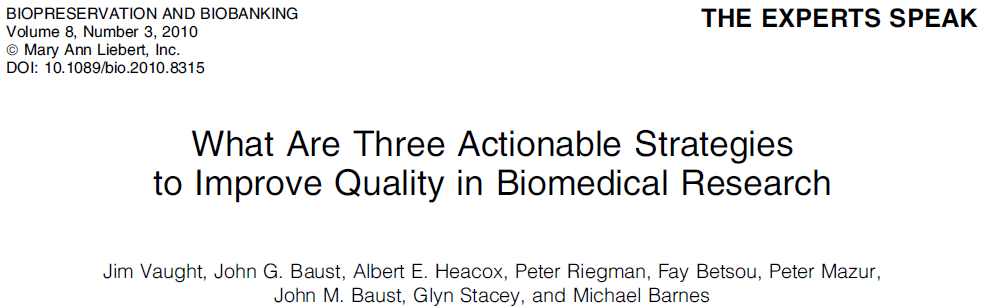 BIOPRESERVATION AND BIOBANKING
Volume 8, Number 3, 2010
© Mary Ann Liebert, Inc.
DOI: 10.1089/bio.2010.8315
THE EXPERTS SPEAK
What Are Three Actionable Strategies
to Improve Quality in Biomedical Research
Jim Vaught, John G. Baust, Albert E. Heacox, Peter Riegman, Fay Betsou, Peter Mazur,
John M. Baust, Glyn Stacey, and Michael Barnes